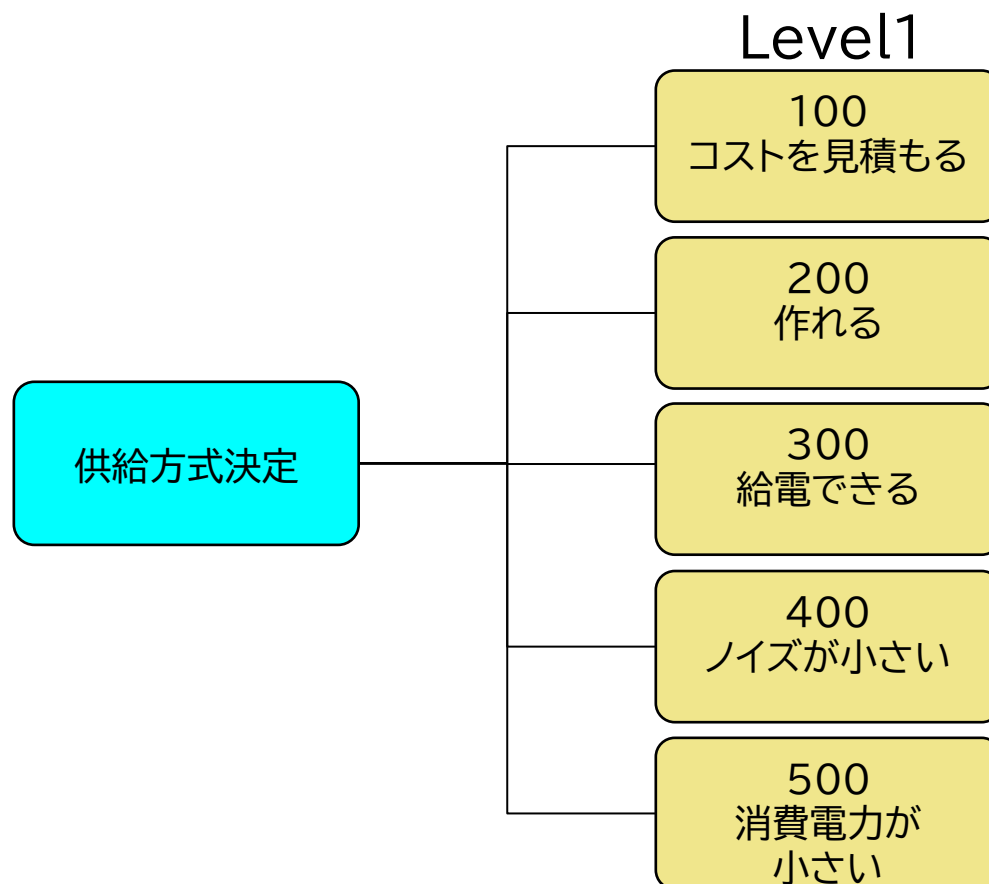 Level1
100
コストを見積もる
200
作れる
供給方式決定
300
給電できる
400
ノイズが小さい
500
消費電力が
小さい